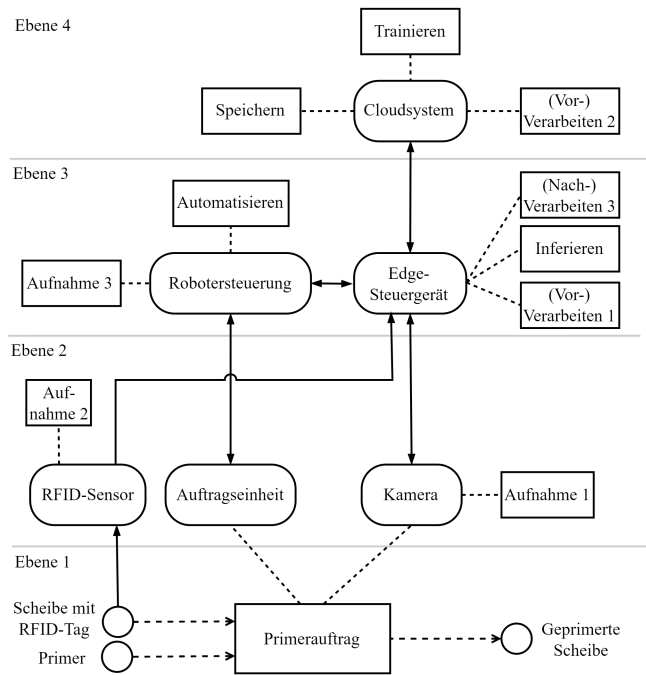 Ebene 4
Trainieren
Speichern
Cloudsystem
(Vor-)
Verarbeiten 2
Ebene 3
Automatisieren
(Nach-)
Verarbeiten 3
Aufnahme 3
Robotersteuerung
Edge-
Steuergerät
Inferieren
(Vor-)
Verarbeiten 1
Ebene 2
Auf-
nahme 2
RFID-Sensor
Auftragseinheit
Kamera
Aufnahme 1
Ebene 1
Scheibe mit
RFID-Tag
Primer
Primerauftrag
Geprimerte
Scheibe